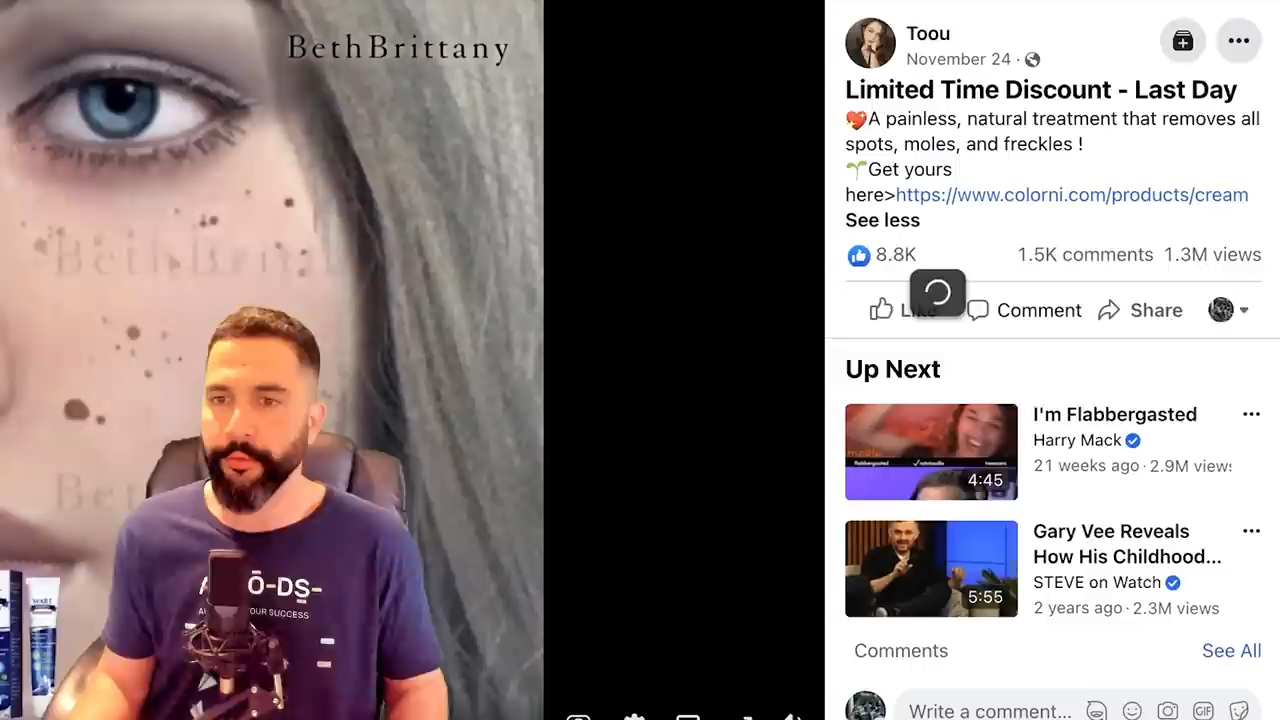 BethBrittany
Toou
November 24 ·
Limited Time Discount - Last Day
A painless, natural treatment that removes all
spots, moles, and freckles !
Get yours
here>https://www.colorni.com/products/cream
See less
8.8K 1.5K comments 1.3M views
Comment Share
Up Next
I'm Flabbergasted
Harry Mack
21 weeks ago · 2.9M views
4:45
Gary Vee Reveals
How His Childhood...
STEVE on Watch
2 years ago · 2.3M views
5:55
Comments See All
Write a comment... GIF
WART